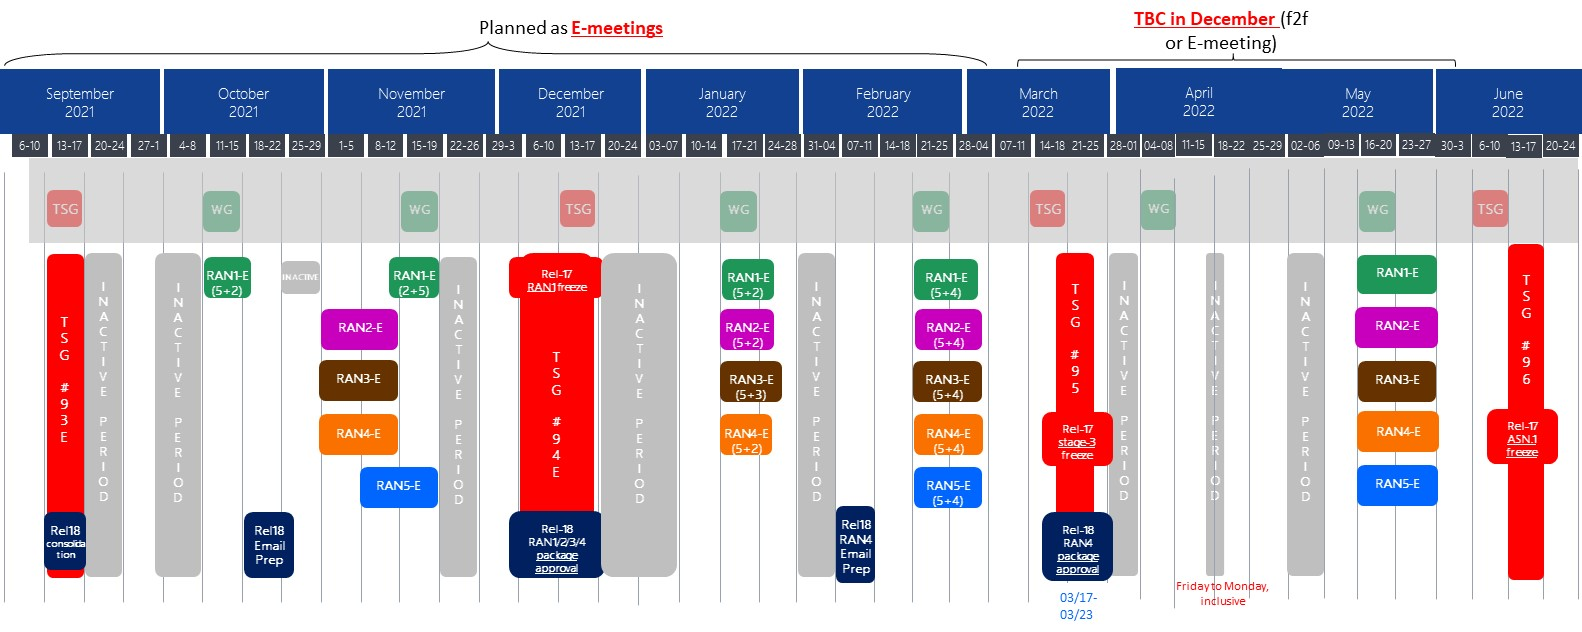 Planned as E-meetings
TBC in December (f2f
or E-meeting)
September
2021
October
2021
November
2021
December
2021
January
2022
February
2022
March
2022
April
2022
May
2022
June
2022
6-10 13-17 20-24 27-1 4-8 11-15 18-22 25-29 1-5 8-12 15-19 22-26 29-3 6-10 13-17 20-24 03-07 10-14 17-21 24-28 31-04 07-11 14-18 21-25 28-04 07-11 14-18 21-25 28-01 04-08 11-15 18-22 25-29 02-06 09-13 16-20 23-27 30-3 6-10 13-17 20-24
TSG WG WG TSG WG WG TSG WG WG TSG
TSG #93E
INACTIVE PERIOD
INACTIVE PERIOD
RAN1-E
(5+2)
INACTIVE
RAN1-E
(2+5)
RAN2-E
RAN3-E
RAN4-E
RAN5-E
INACTIVE PERIOD
Rel-17
RAN1 freeze
TSG #94E
INACTIVE PERIOD
RAN1-E
(5+2)
RAN2-E
(5+2)
RAN3-E
(5+3)
RAN4-E
(5+2)
INACTIVE PERIOD
RAN1-E
(5+4)
RAN2-E
(5+4)
RAN3-E
(5+4)
RAN4-E
(5+4)
RAN5-E
(5+4)
TSG #95
Rel-17
stage-3
freeze
INACTIVE PERIOD
INACTIVE PERIOD
INACTIVE PERIOD
RAN1-E
RAN2-E
RAN3-E
RAN4-E
RAN5-E
TSG #96
Rel-17
ASN.1
freeze
Rel18
consolida
tion
Rel18
Email
Prep
Rel-18
RAN1/2/3/4
package
approval
Rel18
RAN4
Email
Prep
Rel-18
RAN4
package
approval
03/17-
03/23
Friday to Monday,
inclusive